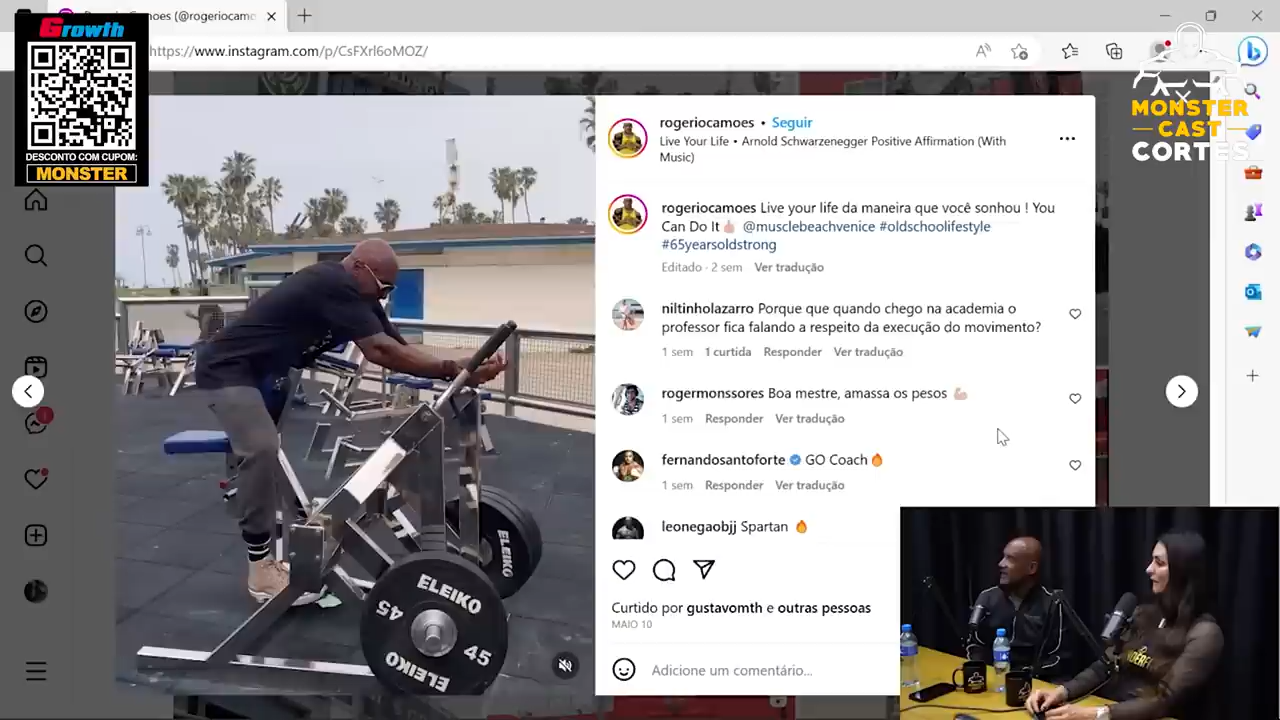 Growth
DESCONTO COM CUPOM:
MONSTER
https://www.instagram.com/p/CsFXrl6oMOZ/
MONSTER
CAST
CORTES
rogeriocamoes • Seguir
Live Your Life • Arnold Schwarzenegger Positive Affirmation (With
Music)
rogeriocamoes Live your life da maneira que você sonhou ! You
Can Do It👍🏻 @musclebeachvenice #oldschoolifestyle
#65yearsoldstrong
Editado · 2 sem Ver tradução
niltinholazarro Porque que quando chego na academia o
professor fica falando a respeito da execução do movimento?
1 sem 1 curtida Responder Ver tradução
rogermonssores Boa mestre, amassa os pesos 💪🏻
1 sem Responder Ver tradução
fernandosantoforte GO Coach🔥
1 sem Responder Ver tradução
leonegaobjj Spartan 🔥
Curtido por gustavomth e outras pessoas
MAIO 10
Adicione um comentário...
ELEIKO
45
45
ELEIKO
ELEIKO